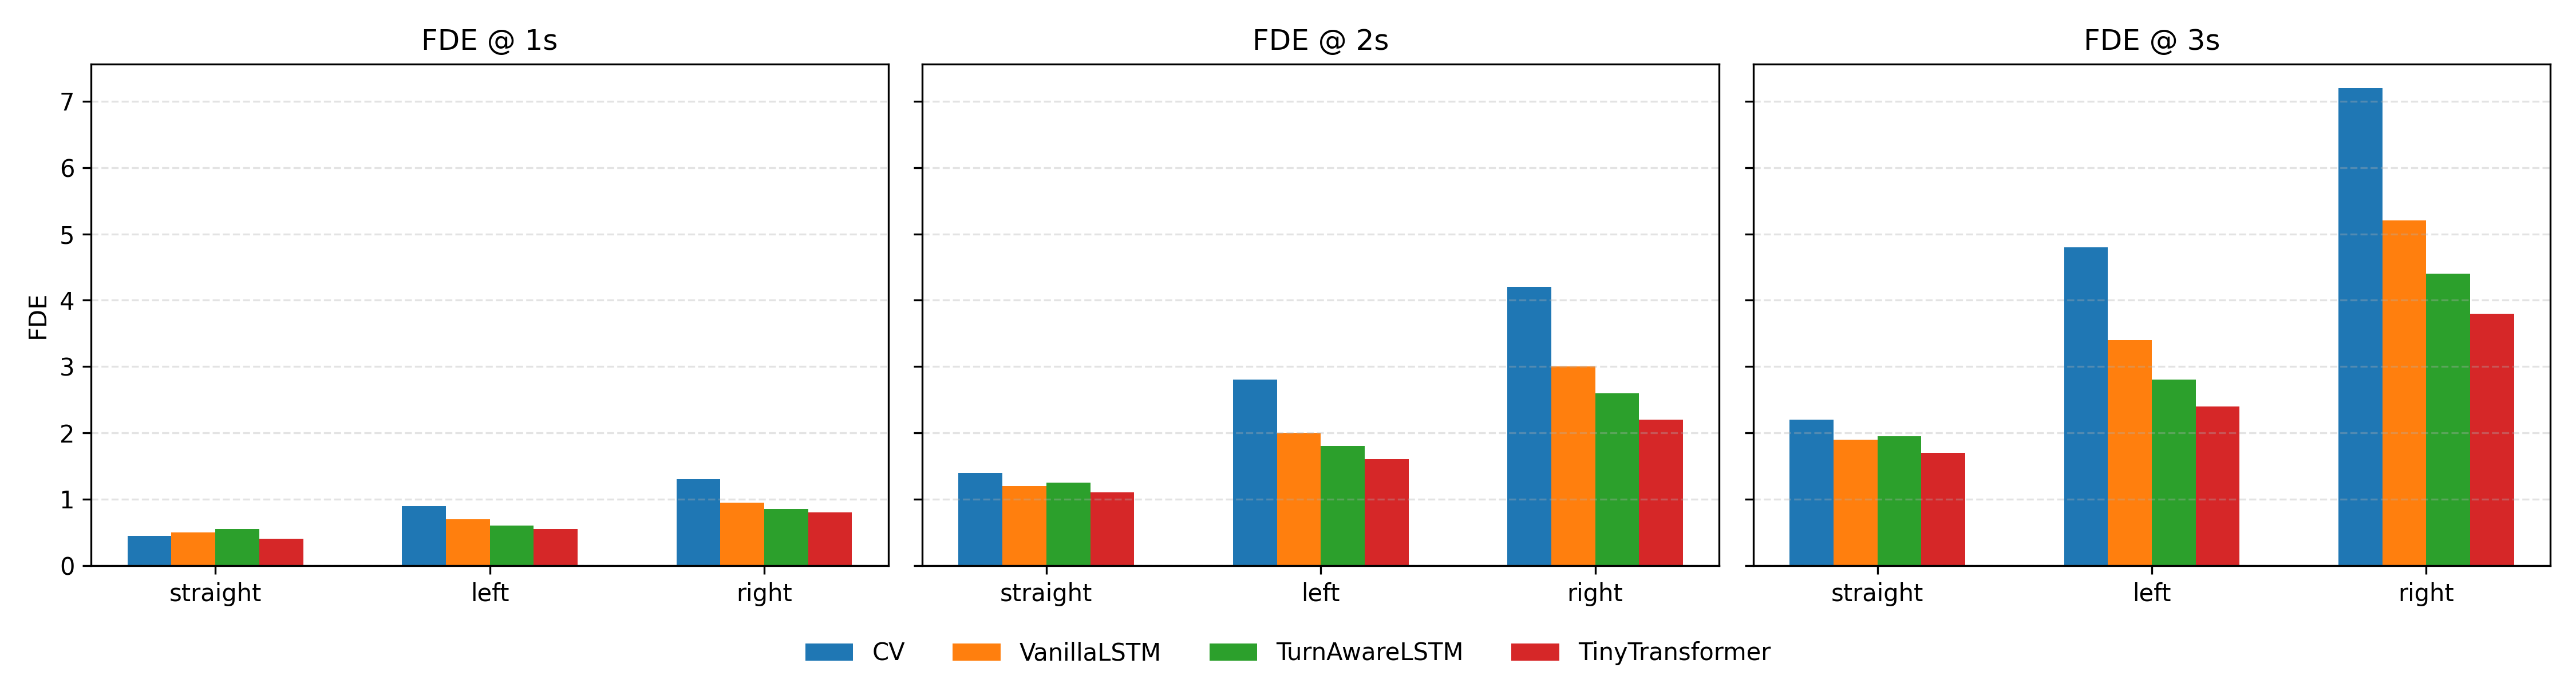 FDE @ 1s
FDE @ 2s
FDE @ 3s
FDE
7
6
5
4
3
2
1
0
straight left right
straight left right
straight left right
CV VanillaLSTM TurnAwareLSTM TinyTransformer